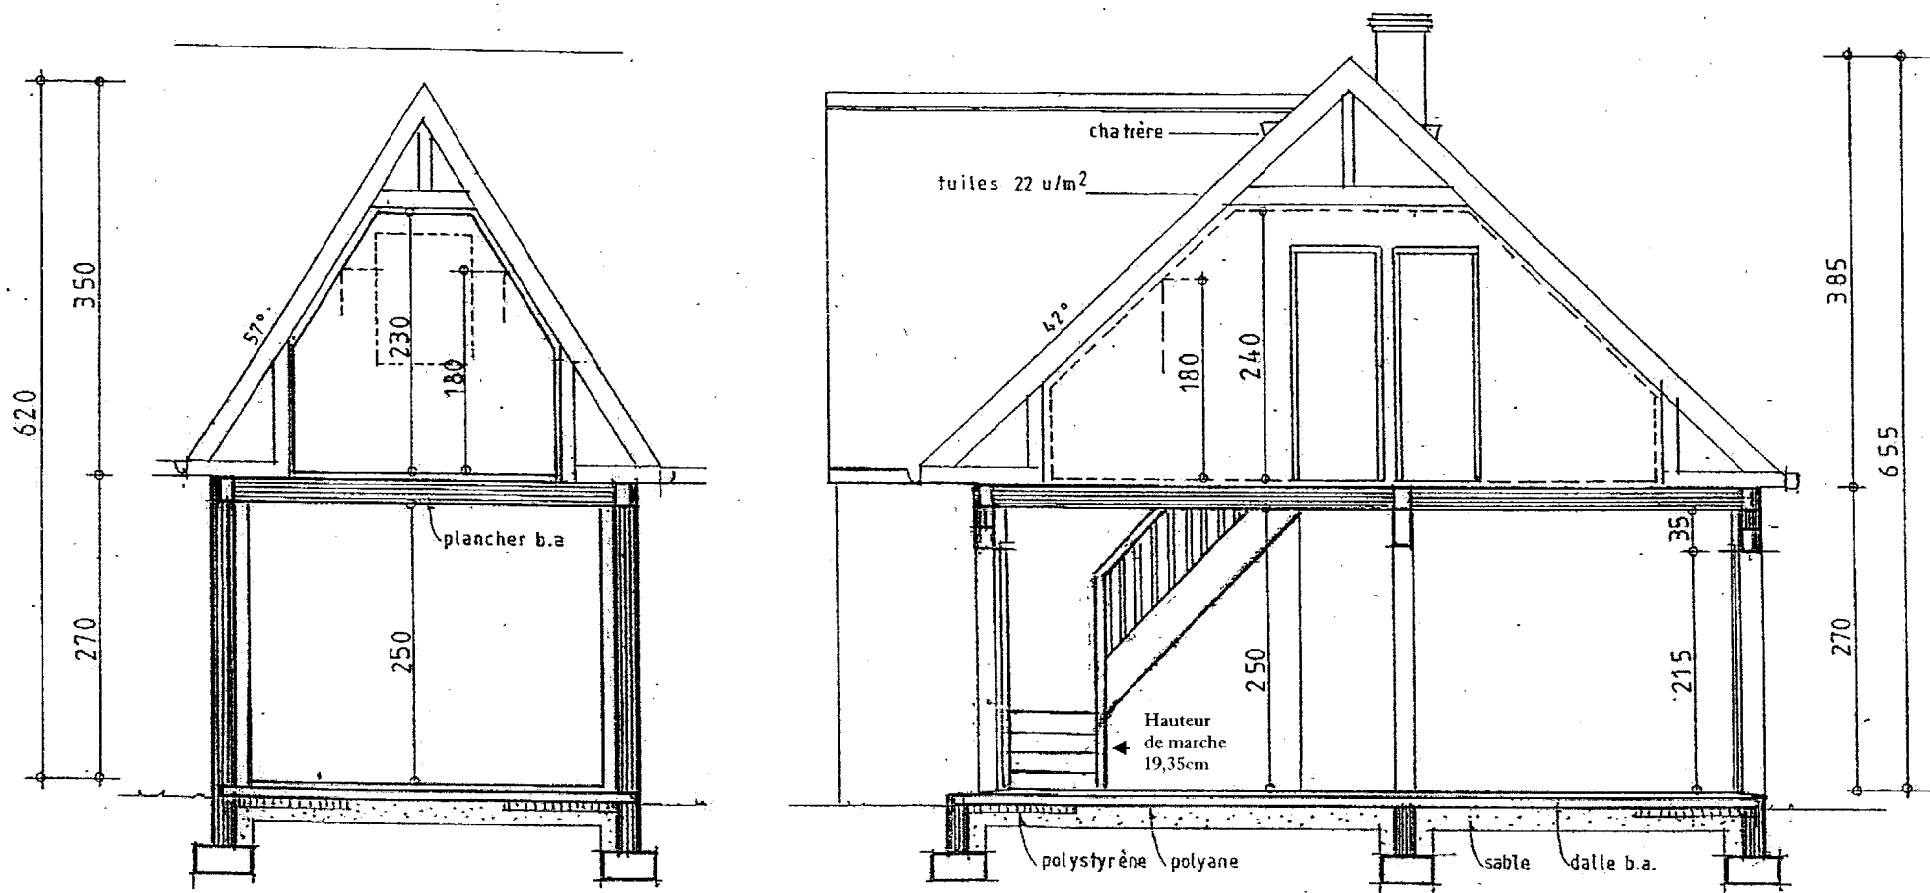 620
350
270
57°
230
180
plancher b.a
250
chatière
tuiles 22 u/m²
42°
180
240
385
655
35
270
250
215
Hauteur
de marche
19,35cm
polystyrène
polyane
sable
dalle b.a.